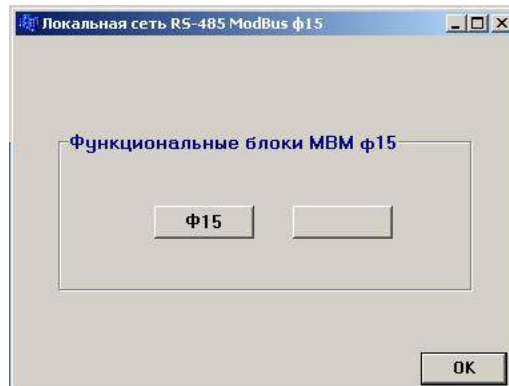 Локальная сеть RS-485 ModBus ф15
Функциональные блоки МВМ ф15
Ф15
OK